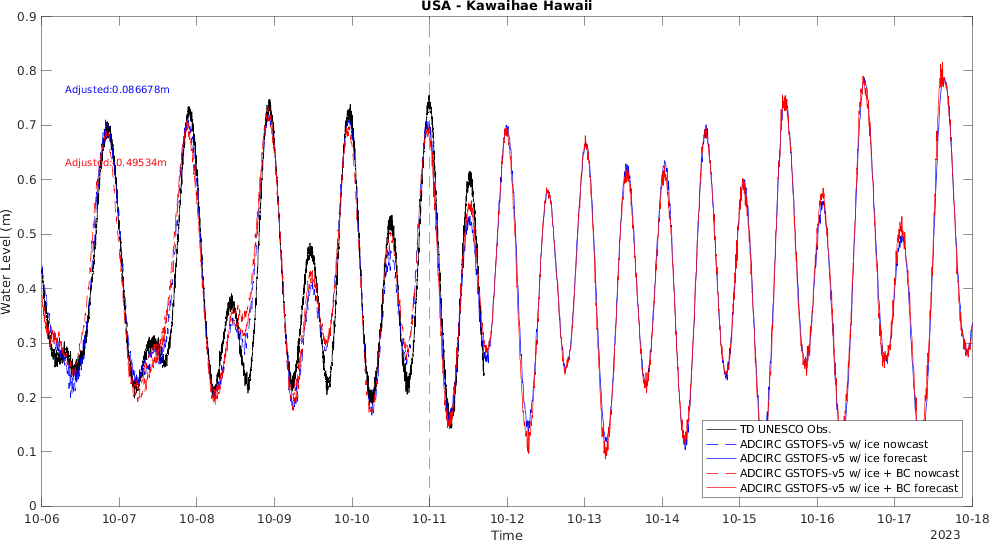 USA - Kawaihae Hawaii
0.9
0.8
0.7
0.6
0.5
0.4
0.3
0.2
0.1
0
Water Level (m)
Adjusted:0.086678m
Adjusted:0.49534m
TD UNESCO Obs.
ADCIRC GSTOFS-v5 w/ ice nowcast
ADCIRC GSTOFS-v5 w/ ice forecast
ADCIRC GSTOFS-v5 w/ ice + BC nowcast
ADCIRC GSTOFS-v5 w/ ice + BC forecast
10-06 10-07 10-08 10-09 10-10 10-11 10-12 10-13 10-14 10-15 10-16 10-17 10-18
Time
2023